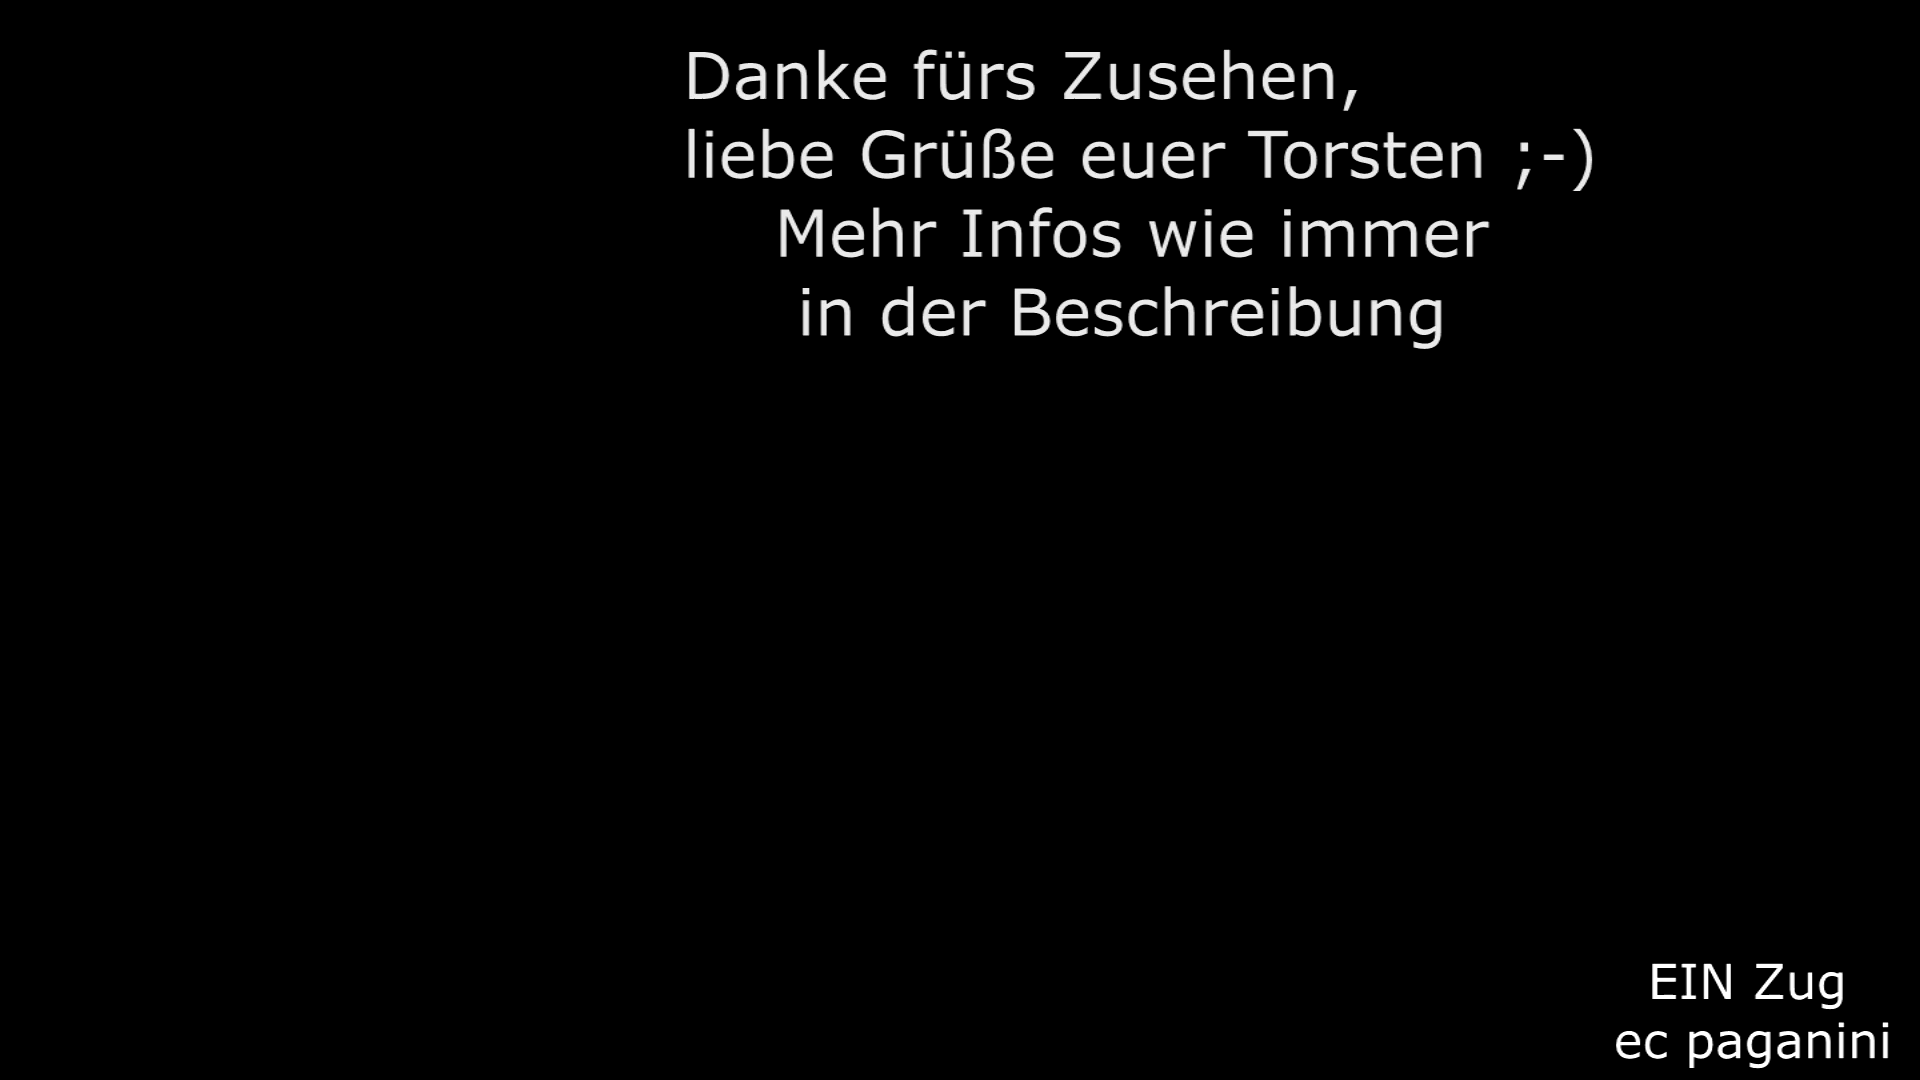 Danke fürs Zusehen,
liebe Grüße euer Torsten ;-)
Mehr Infos wie immer
in der Beschreibung
EIN Zug
ec paganini